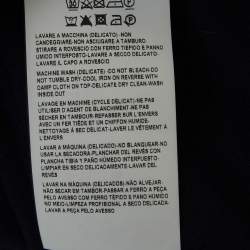 LAVARE A MACCHINA (DELICATO)-NON
CANDEGGIARE-NON ASCIUGARE A TAMBURO.
STIRARE A ROVESCIO CON FERRO TIEPIDO E PANNO
UMIDO INTERPOSTO-LAVARE A SECCO (DELICATO)-
LAVARE IL CAPO A ROVESCIO
MACHINE WASH (DELICATE)-DO NOT BLEACH DO
NOT TUMBLE DRY-COOL IRON ON REVERSE WITH
DAMP CLOTH ON TOP-DELICATE DRY CLEAN-WASH
INSIDE OUT
LAVAGE EN MACHINE (CYCLE DELICAT)-NE PAS
UTILISER D'AGENT DE BLANCHIMENT-NE PAS
SÉCHER EN TAMBOUR-REPASSER SUR L'ENVERS
AVEC UN FER TIÈDE ET UN CHIFFON HUMIDE-
NETTOYAGE Á SEC DÉLICAT-LAVER LE VÊTEMENT À
L'ENVERS
LAVAR A MÁQUINA (DELICADO)-NO BLANQUEAR-NO
USAR LA SECADORA-PLANCHAR DEL REVÉS CON
PLANCHA TIBIA Y PAÑO HÚMEDO INTERPUESTO-
LIMPIAR EN SECO DELICADAMENTE-LAVAR DEL
REVÉS
LAVAR NA MÁQUINA (DELICADO)-NÃO ALVEJAR
NÃO SECAR EM TAMBOR-PASSAR A FERRO A PEÇA
PELO AVESSO COM FERRO MORNO E PANO HÚMIDO
NO MEIO-LIMPEZA PROFISSIONAL A SECO DELICADA-
LAVAR A PEÇA PELO AVESSO